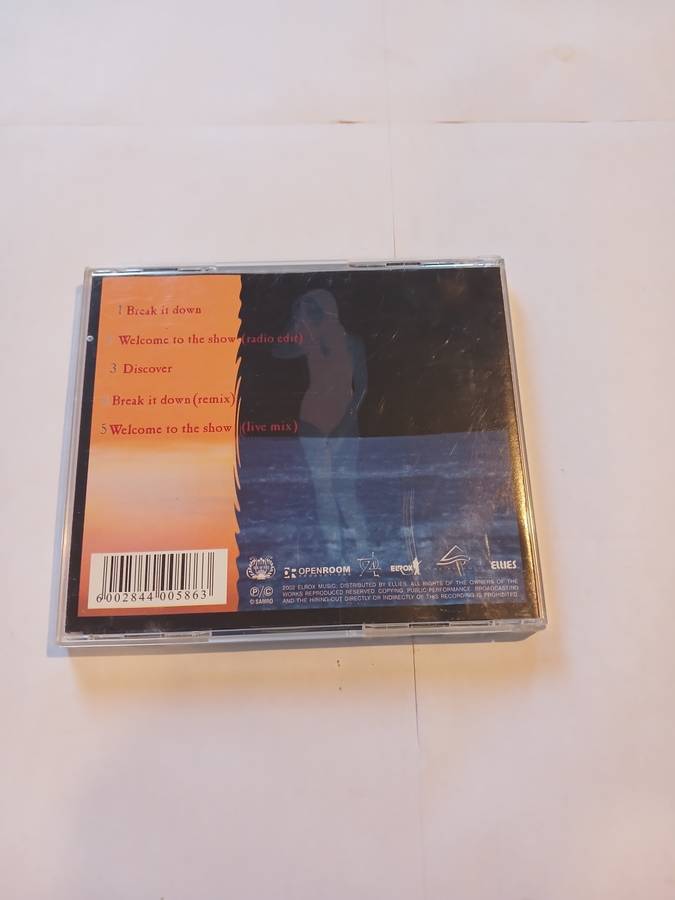 1 Break it down
Welcome to the show (radio edit)
3 Discover
Break it down (remix)
5 Welcome to the show (live mix)
6002844005863
OPENROOM
ELROX
ELLIES
Ⓟ/©
© SAMRO
2002 ELROX MUSIC, DISTRIBUTED BY ELLIES. ALL RIGHTS OF THE OWNERS OF THE
WORKS REPRODUCED RESERVED. COPYING, PUBLIC PERFORMANCE, BROADCASTING
AND THE HIRING OUT DIRECTLY OR INDIRECTLY OF THIS RECORDING IS PROHIBITED